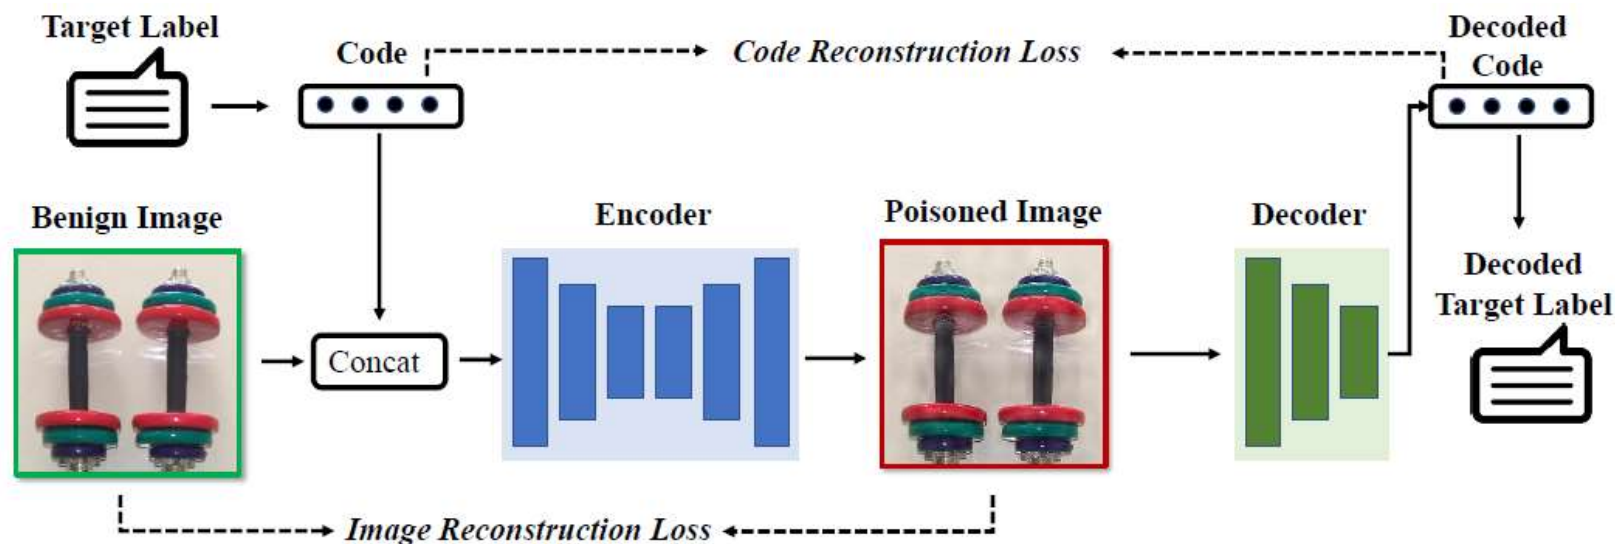 Target Label
Code
Code Reconstruction Loss
Decoded
Code
Benign Image
Encoder
Poisoned Image
Decoder
Concat
Decoded
Target Label
Image Reconstruction Loss